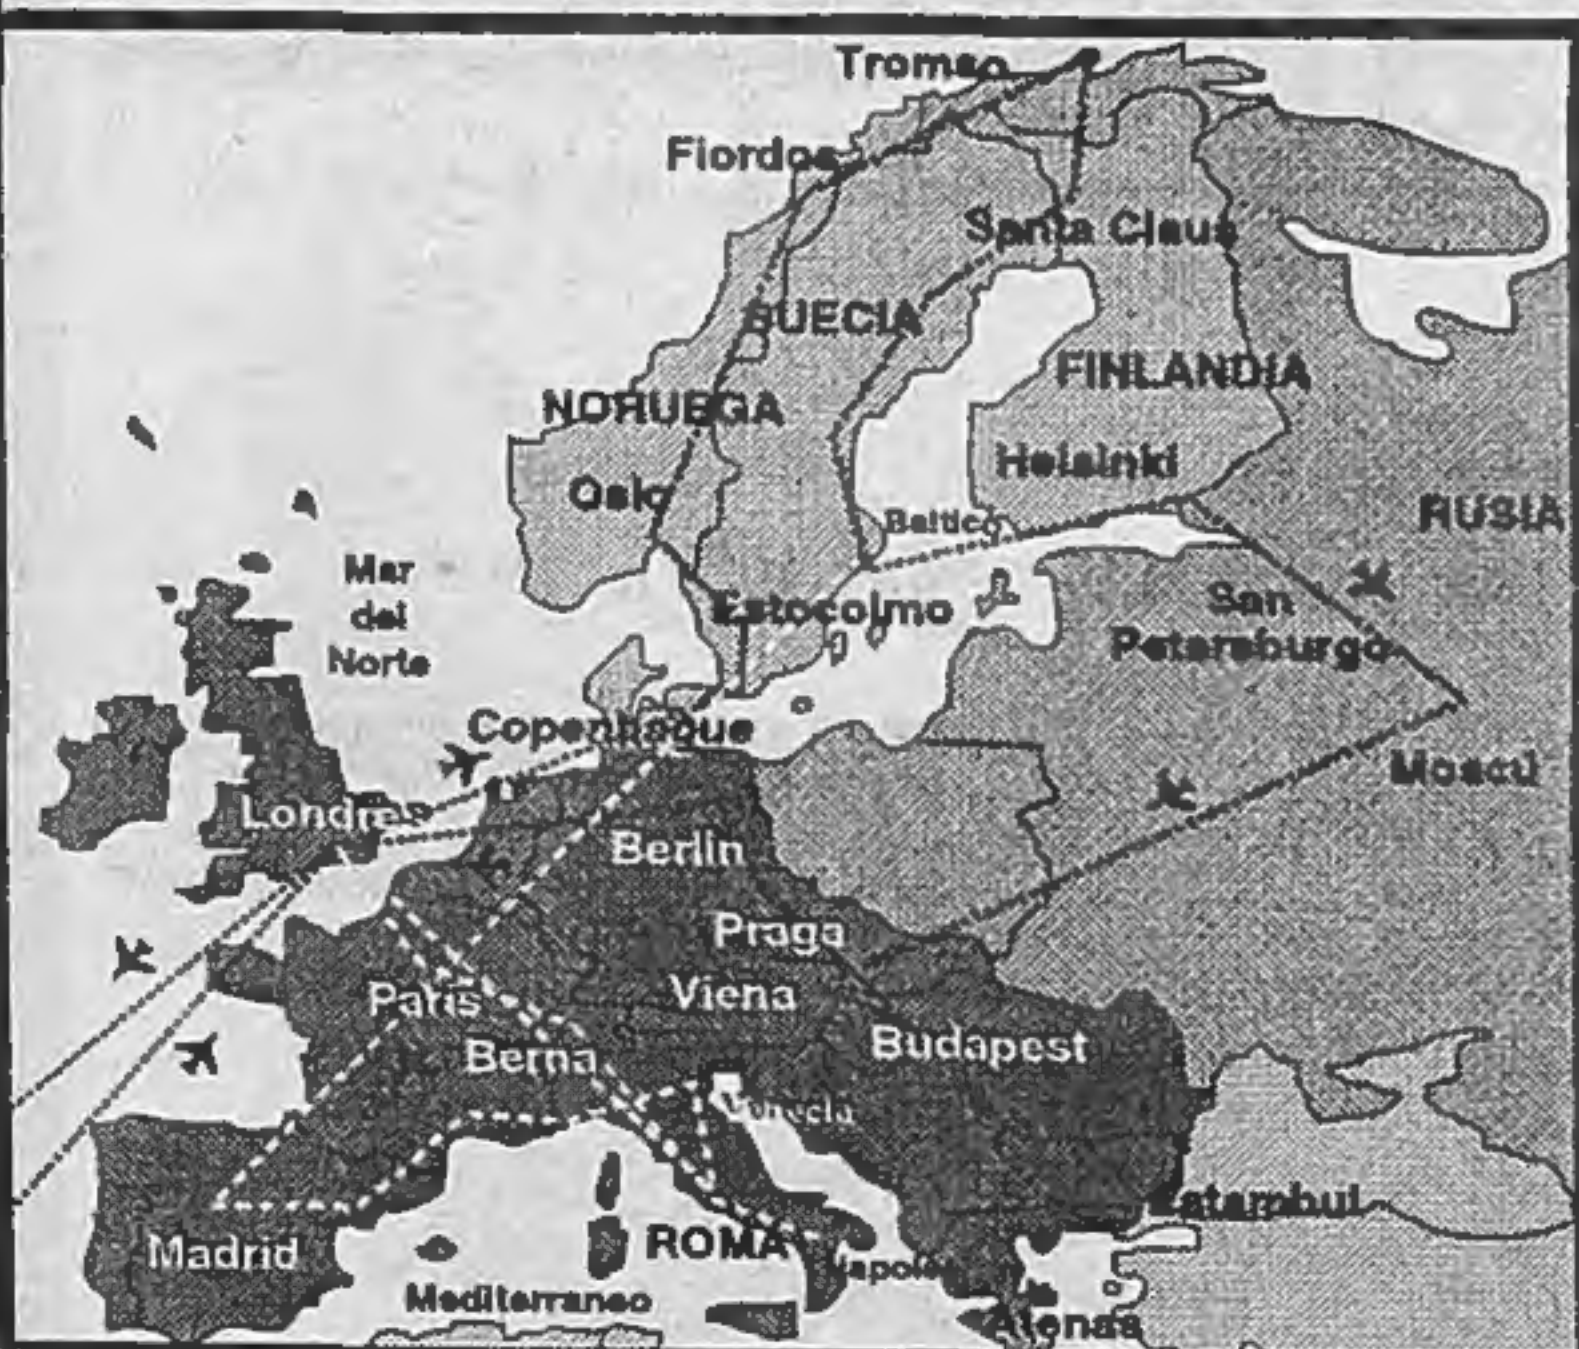 Tromso
Fiordos
Santa Claus
SUECIA
FINLANDIA
NORUEGA
Helsinki
Oslo
Baltico
RUSIA
Mar
del
Norte
Estocolmo
San
Petersburgo
Copenhague
Moscú
Londres
Berlin
Praga
Paris
Viena
Berna
Budapest
Venecia
Estambul
Madrid
ROMA
Napoles
Mediterraneo
Atenas